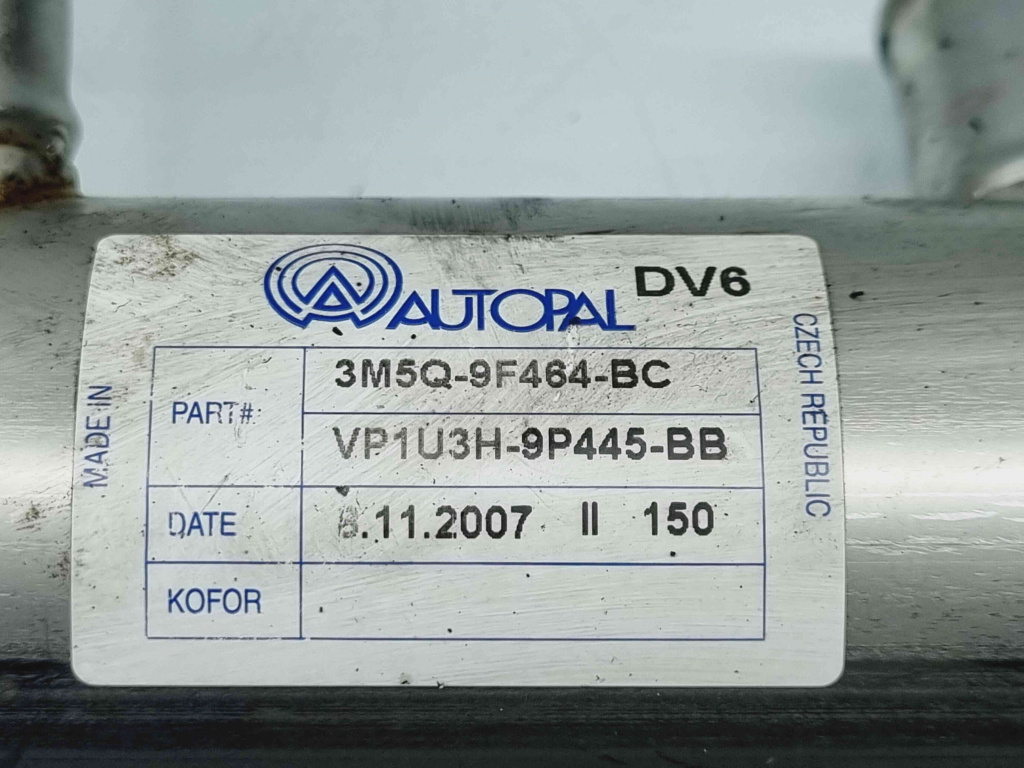 AUTOPAL DV6
MADE IN
PART# 3M5Q-9F464-BC
VP1U3H-9P445-BB
DATE .11.2007 II 150
KOFOR
CZECH REPUBLIC